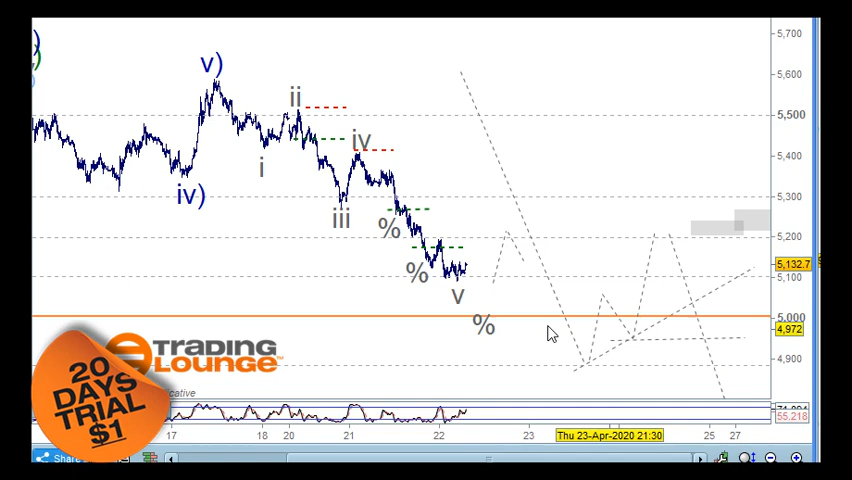 5,700
5,600
5,500
5,400
5,300
5,200
5,132.7
5,100
5,000
4,972
4,900
v)
ii
iv
i
iv)
iii
%
%
v
%
TRADING
LOUNGE
20
DAYS
TRIAL
$1
55.218
17
18
20
21
22
23
Thu 23-Apr-2020 21:30
25
27
Share